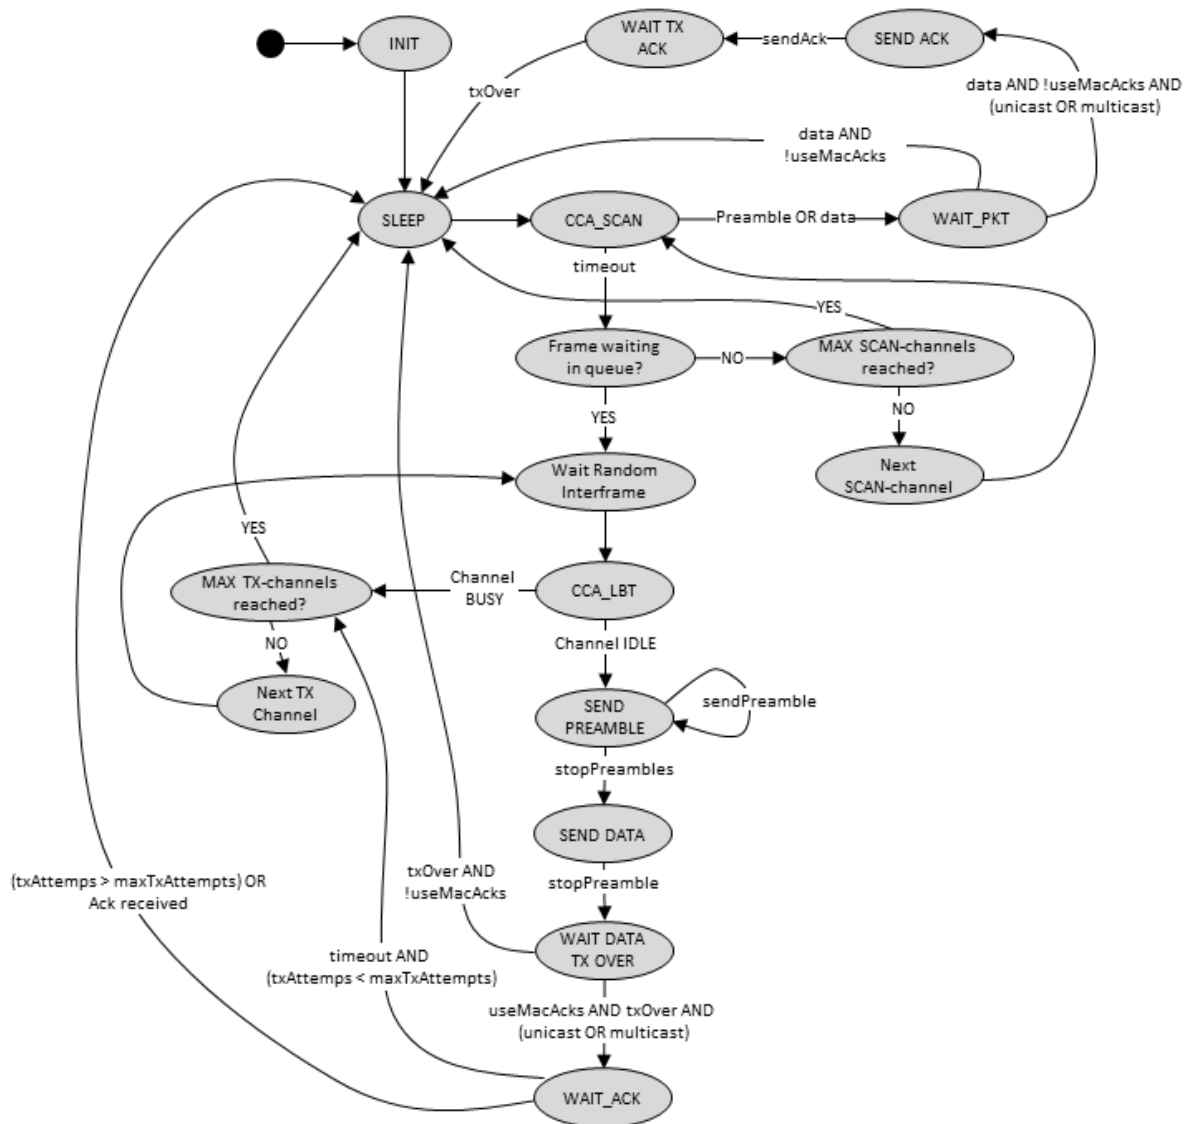 INIT
WAIT TX
ACK
sendAck
SEND ACK
txOver
data AND !useMacAcks AND
(unicast OR multicast)
data AND
!useMacAcks
SLEEP
CCA_SCAN
Preamble OR data
WAIT_PKT
timeout
YES
Frame waiting
in queue?
NO
MAX SCAN-channels
reached?
NO
YES
Next
SCAN-channel
Wait Random
Interframe
YES
MAX TX-channels
reached?
Channel
BUSY
CCA_LBT
NO
Channel IDLE
Next TX
Channel
SEND
PREAMBLE
sendPreamble
stopPreambles
SEND DATA
(txAttemps > maxTxAttempts) OR
Ack received
txOver AND
!useMacAcks
stopPreamble
WAIT DATA
TX OVER
timeout AND
(txAttemps < maxTxAttempts)
useMacAcks AND txOver AND
(unicast OR multicast)
WAIT_ACK